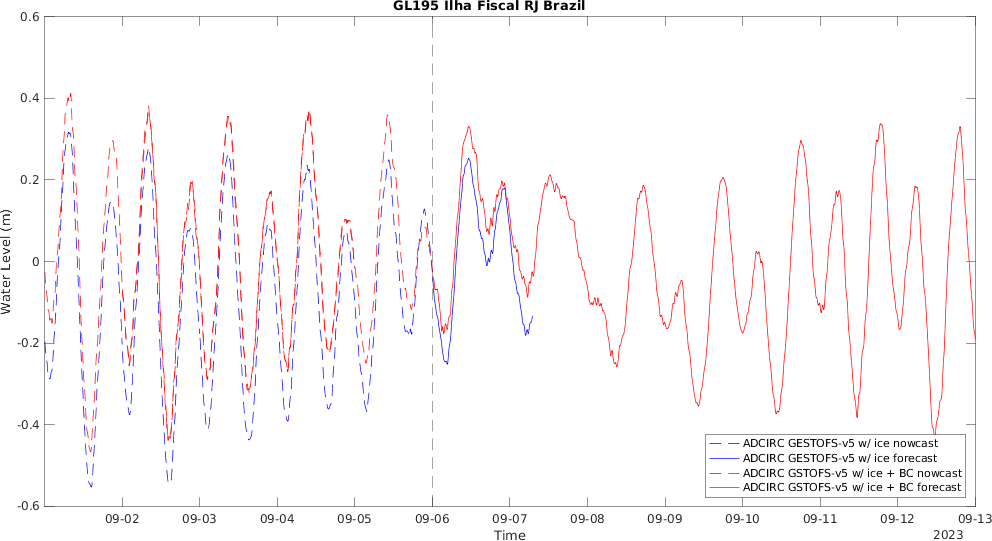 GL195 Ilha Fiscal RJ Brazil
0.6
0.4
0.2
0
-0.2
-0.4
-0.6
Water Level (m)
ADCIRC GESTOFS-v5 w/ ice nowcast
ADCIRC GESTOFS-v5 w/ ice forecast
ADCIRC GSTOFS-v5 w/ ice + BC nowcast
ADCIRC GSTOFS-v5 w/ ice + BC forecast
09-02 09-03 09-04 09-05 09-06 09-07 09-08 09-09 09-10 09-11 09-12 09-13
Time
2023